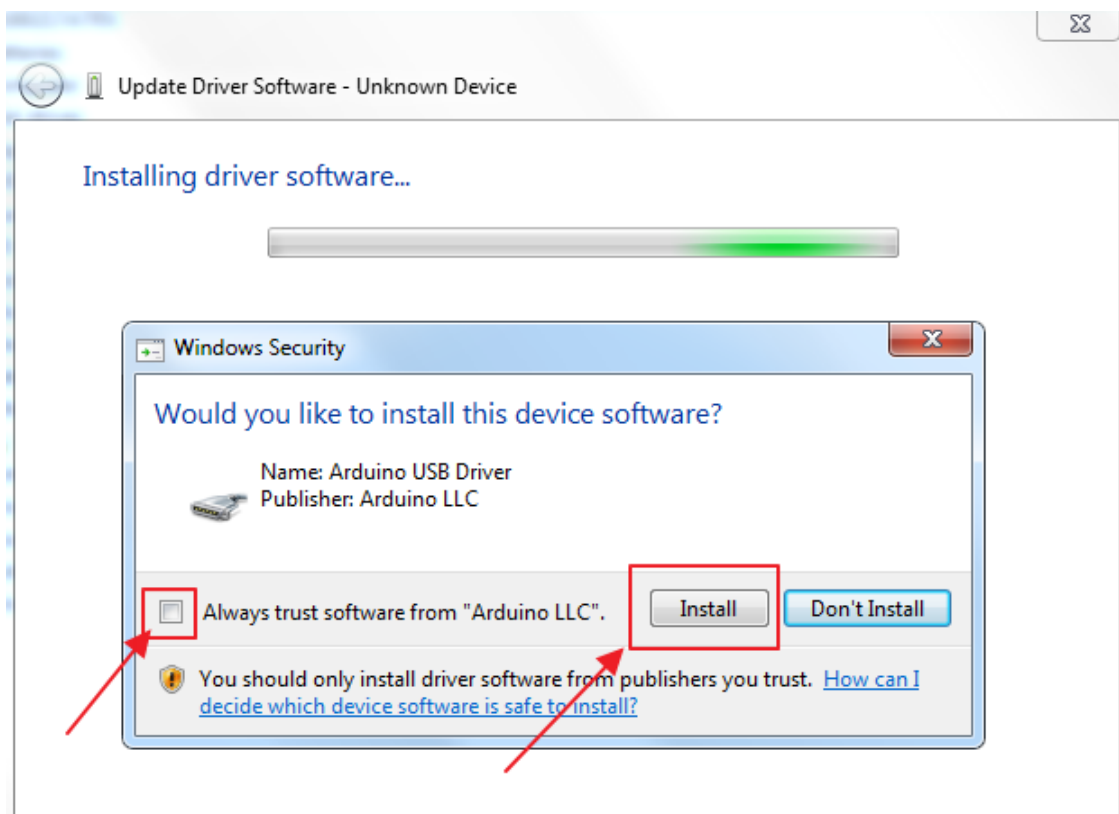 Update Driver Software - Unknown Device
Installing driver software...
Windows Security
Would you like to install this device software?
Name: Arduino USB Driver
Publisher: Arduino LLC
Always trust software from "Arduino LLC".
Install
Don't Install
You should only install driver software from publishers you trust. How can I
decide which device software is safe to install?